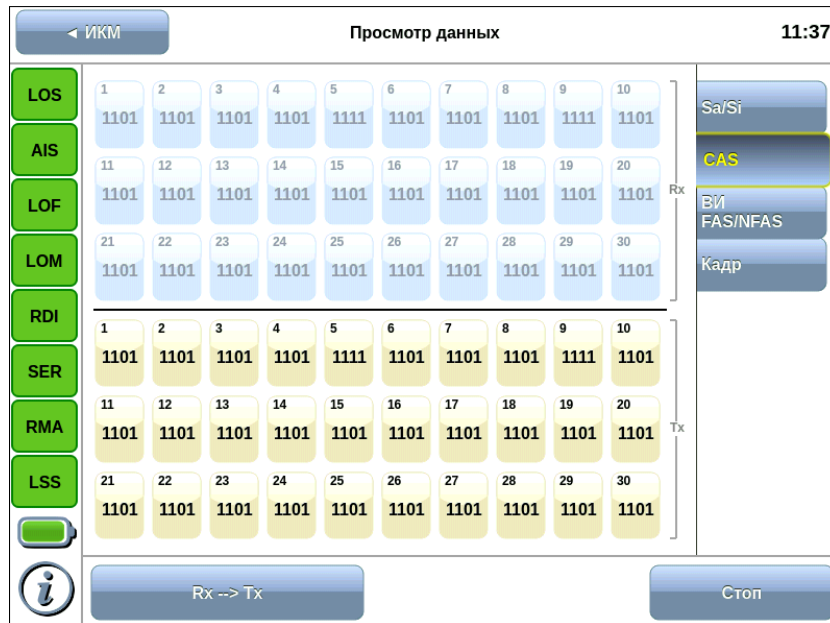 ◄ ИКМ
Просмотр данных
11:37
LOS
AIS
LOF
LOM
RDI
SER
RMA
LSS
1 2 3 4 5 6 7 8 9 10
1101 1101 1101 1101 1111 1101 1101 1101 1111 1101
11 12 13 14 15 16 17 18 19 20
1101 1101 1101 1101 1101 1101 1101 1101 1101 1101
Rx
21 22 23 24 25 26 27 28 29 30
1101 1101 1101 1101 1101 1101 1101 1101 1101 1101
1 2 3 4 5 6 7 8 9 10
1101 1101 1101 1101 1111 1101 1101 1101 1111 1101
11 12 13 14 15 16 17 18 19 20
1101 1101 1101 1101 1101 1101 1101 1101 1101 1101
Tx
21 22 23 24 25 26 27 28 29 30
1101 1101 1101 1101 1101 1101 1101 1101 1101 1101
Sa/Si
CAS
ВИ
FAS/NFAS
Кадр
i
Rx --> Tx
Стоп